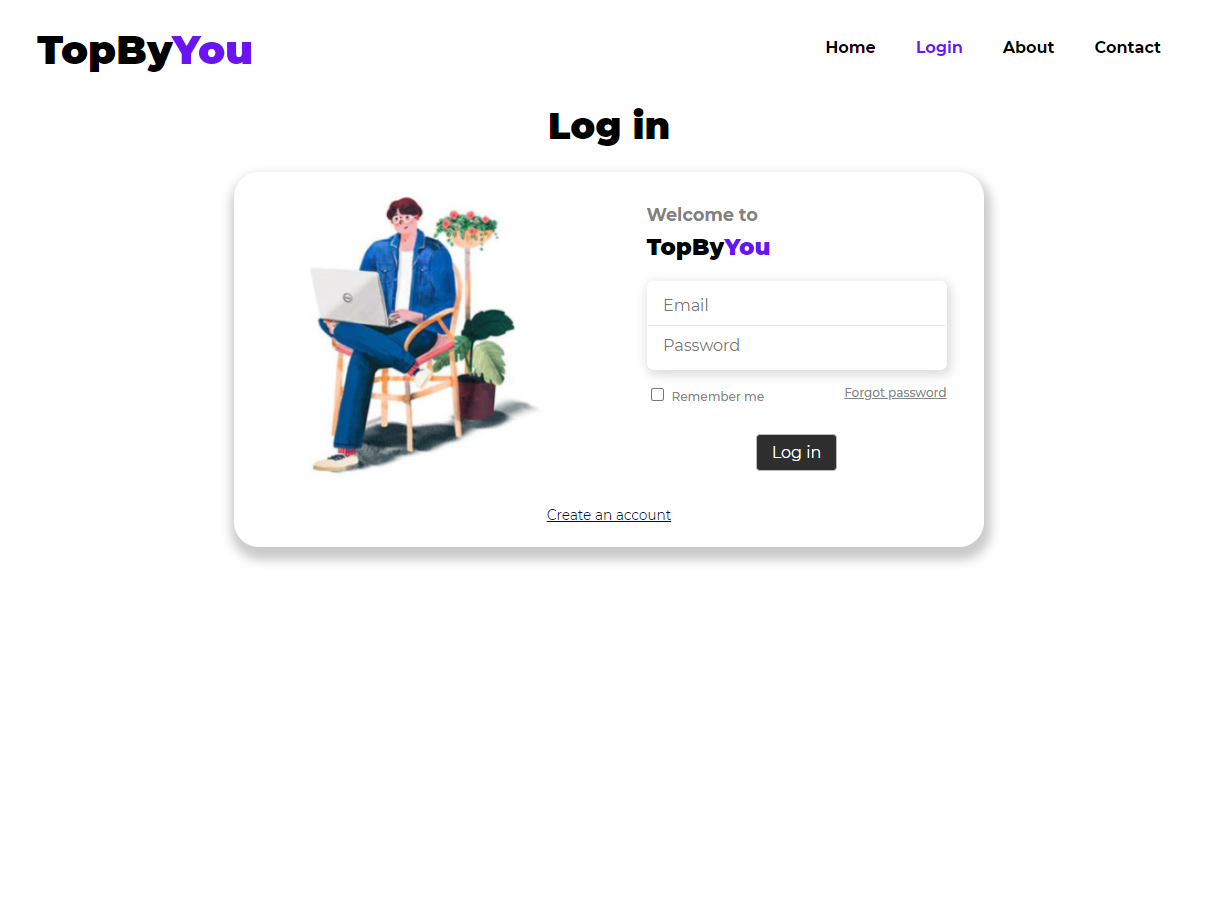 TopByYou
Home Login About Contact
Log in
Welcome to
TopByYou
Email
Password
Remember me
Forgot password
Log in
Create an account